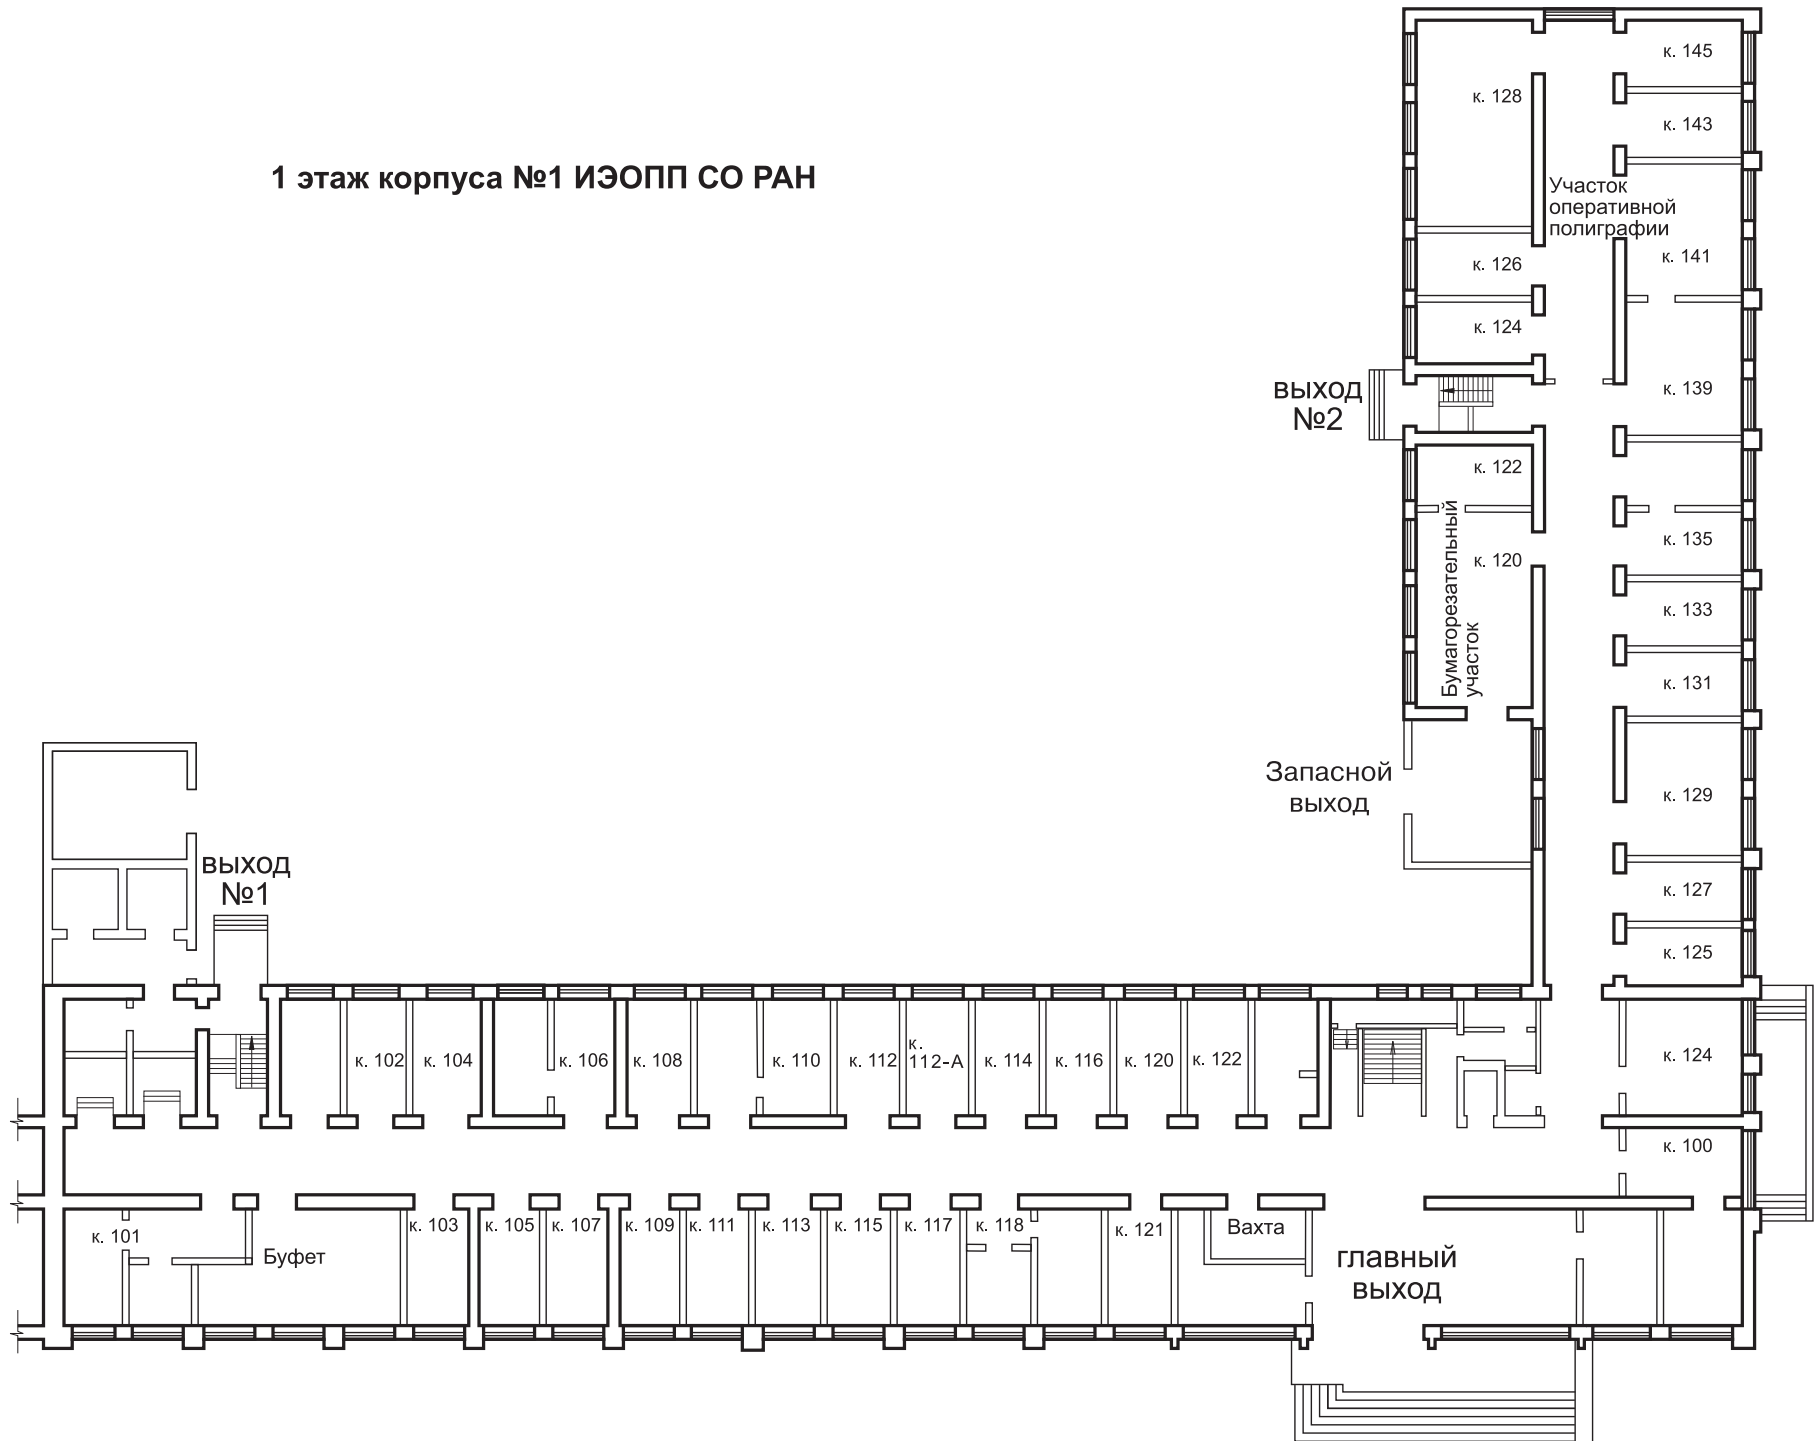 1 этаж корпуса №1 ИЭОПП СО РАН
к. 145
к. 128
к. 143
Участок
оперативной
полиграфии
к. 141
к. 126
к. 124
выход
№2
к. 139
к. 122
Бумагорезательный
участок
к. 120
к. 135
к. 133
к. 131
Запасной
выход
к. 129
к. 127
к. 125
выход
№1
к. 102
к. 104
к. 106
к. 108
к. 110
к. 112
к.
112-А
к. 114
к. 116
к. 120
к. 122
к. 124
к. 100
к. 101
Буфет
к. 103
к. 105
к. 107
к. 109
к. 111
к. 113
к. 115
к. 117
к. 118
к. 121
Вахта
главный
выход